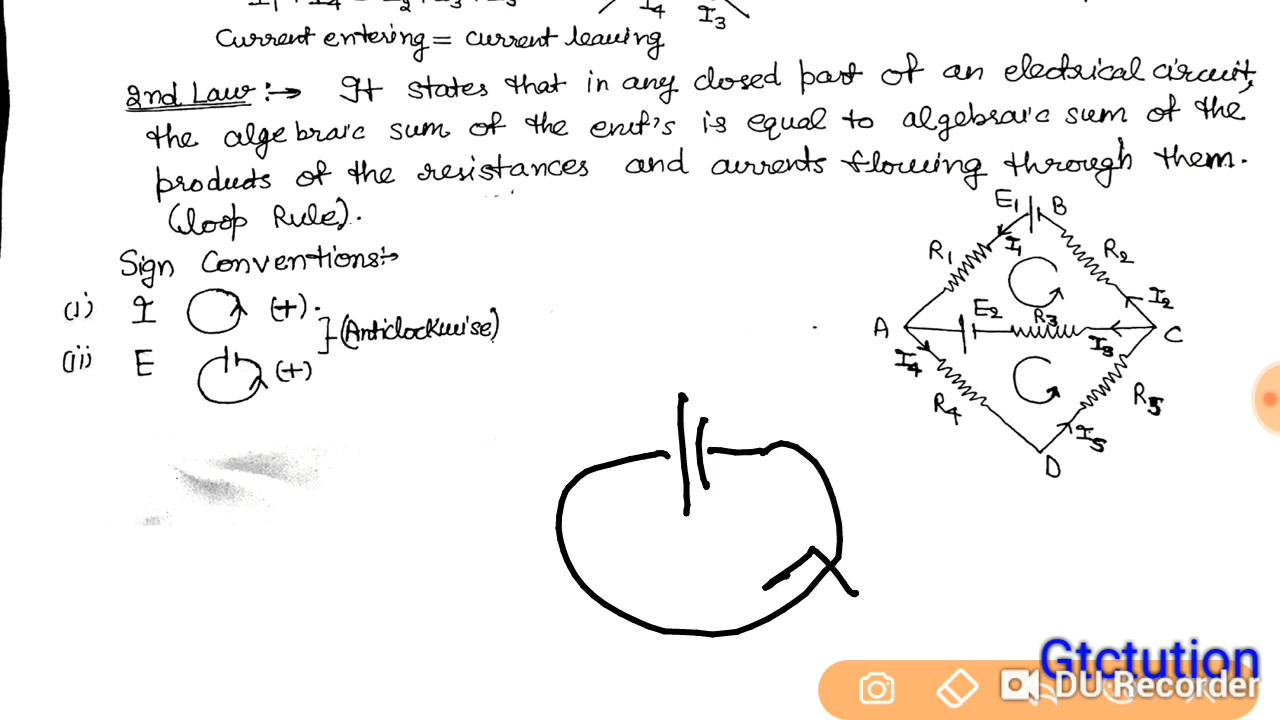 I4
I3
Current entering = current leaving
2nd Law :→ It states that in any closed part of an electrical circuit,
the algebraic sum of the emf's is equal to algebraic sum of the
products of the resistances and currents flowing through them.
(loop Rule).
Sign Conventions:→
(i) I (+).
(ii) E (+)
}-(Anticlockwise)
E1 B
R1 I1 R2
I2
A E2 R3 I3 C
I4
R4 R5
I5
D
Gtctution
DU Recorder